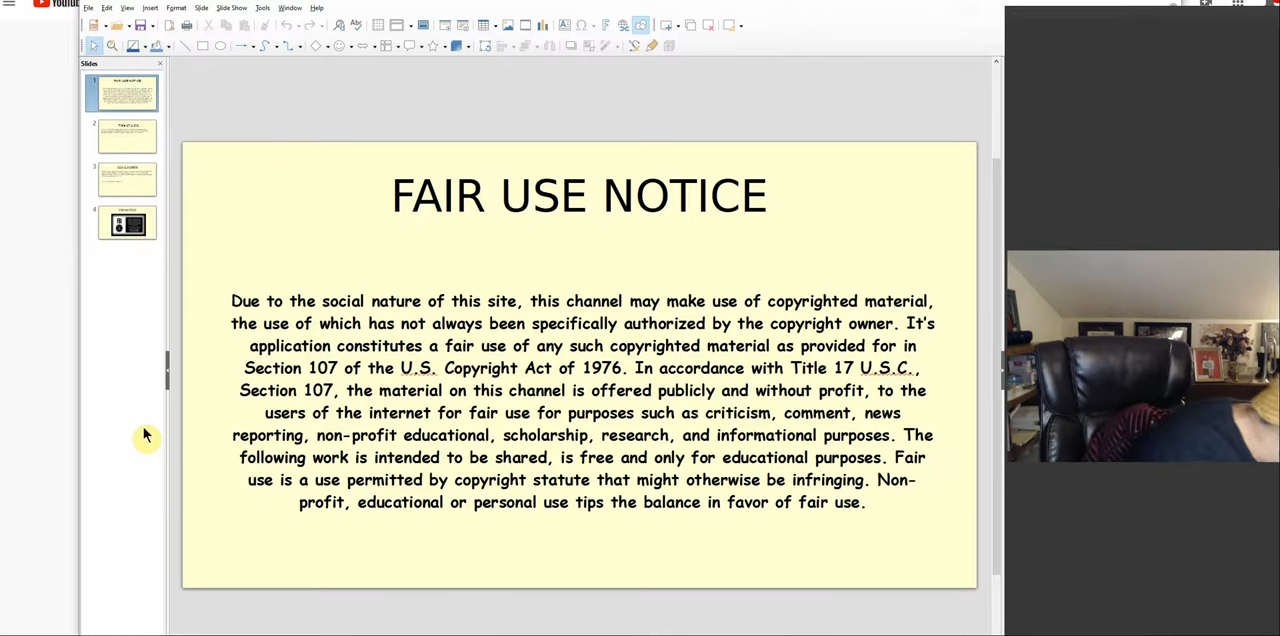 YouTube
File Edit View Insert Format Slide Slide Show Tools Window Help
Slides
1
FAIR USE NOTICE
2
3
4
FAIR USE NOTICE
Due to the social nature of this site, this channel may make use of copyrighted material,
the use of which has not always been specifically authorized by the copyright owner. It's
application constitutes a fair use of any such copyrighted material as provided for in
Section 107 of the U.S. Copyright Act of 1976. In accordance with Title 17 U.S.C.,
Section 107, the material on this channel is offered publicly and without profit, to the
users of the internet for fair use for purposes such as criticism, comment, news
reporting, non-profit educational, scholarship, research, and informational purposes. The
following work is intended to be shared, is free and only for educational purposes. Fair
use is a use permitted by copyright statute that might otherwise be infringing. Non-
profit, educational or personal use tips the balance in favor of fair use.